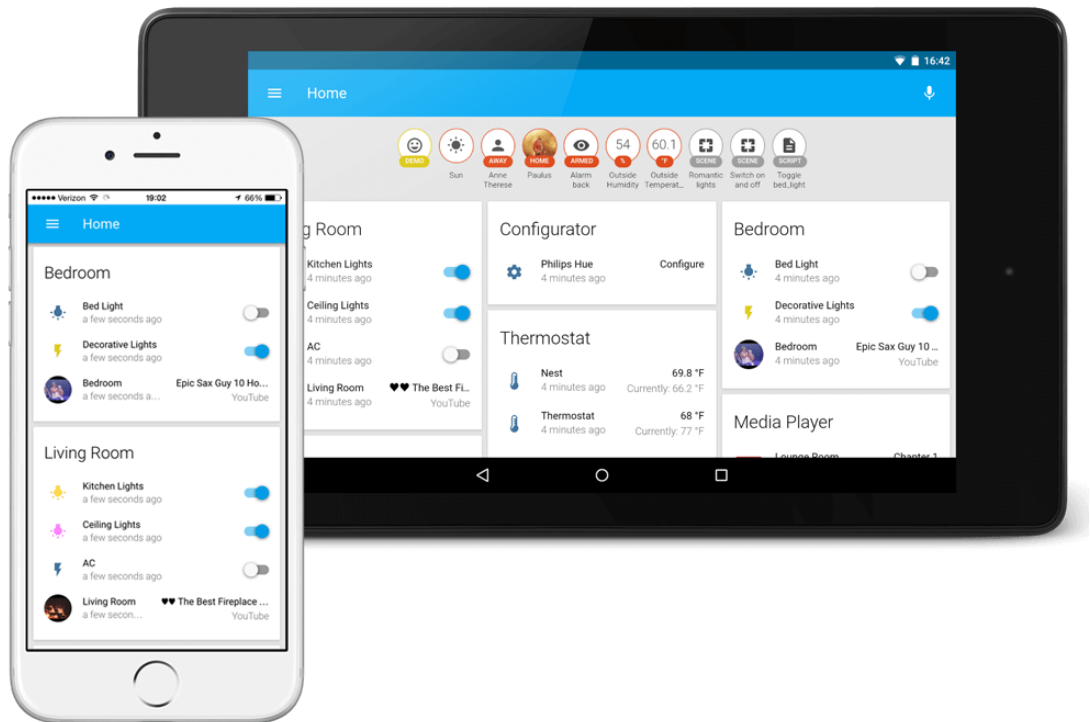 16:42
Home
DEMO
Sun
AWAY
Anne
Therese
HOME
Paulus
ARMED
Alarm
back
54
%
Outside
Humidity
60.1
°F
Outside
Temperat...
SCENE
Romantic
lights
SCENE
Switch on
and off
SCRIPT
Toggle
bed_light
g Room
Kitchen Lights
4 minutes ago
Ceiling Lights
4 minutes ago
AC
4 minutes ago
Living Room ♥♥ The Best Fi...
4 minutes ago YouTube
Configurator
Philips Hue Configure
4 minutes ago
Thermostat
Nest 69.8 °F
4 minutes ago Currently: 66.2 °F
Thermostat 68 °F
4 minutes ago Currently: 77 °F
Bedroom
Bed Light
4 minutes ago
Decorative Lights
4 minutes ago
Bedroom Epic Sax Guy 10 ...
4 minutes ago YouTube
Media Player
Lounge Room Chapter 1
Verizon 19:02 66%
Home
Bedroom
Bed Light
a few seconds ago
Decorative Lights
a few seconds ago
Bedroom Epic Sax Guy 10 Ho...
a few seconds a... YouTube
Living Room
Kitchen Lights
a few seconds ago
Ceiling Lights
a few seconds ago
AC
a few seconds ago
Living Room ♥♥ The Best Fireplace ...
a few secon... YouTube